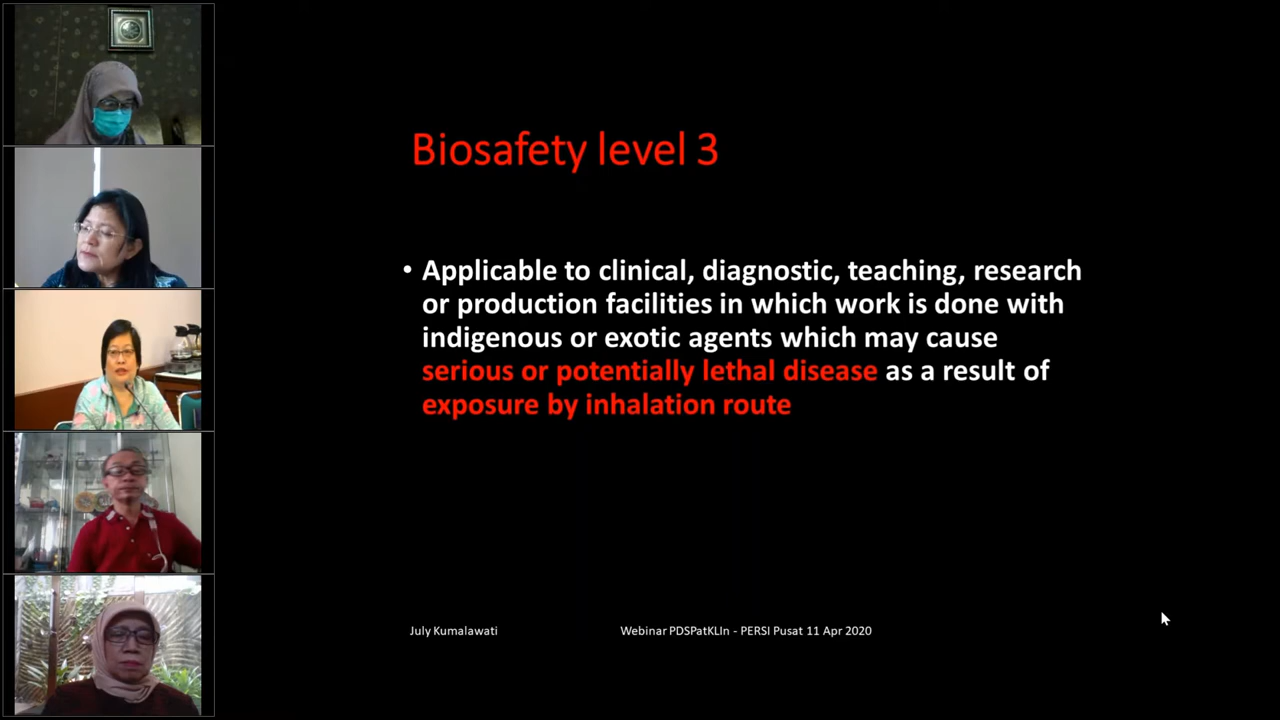 Biosafety level 3
• Applicable to clinical, diagnostic, teaching, research
or production facilities in which work is done with
indigenous or exotic agents which may cause
serious or potentially lethal disease as a result of
exposure by inhalation route
July Kumalawati
Webinar PDSPatKLIn - PERSI Pusat 11 Apr 2020